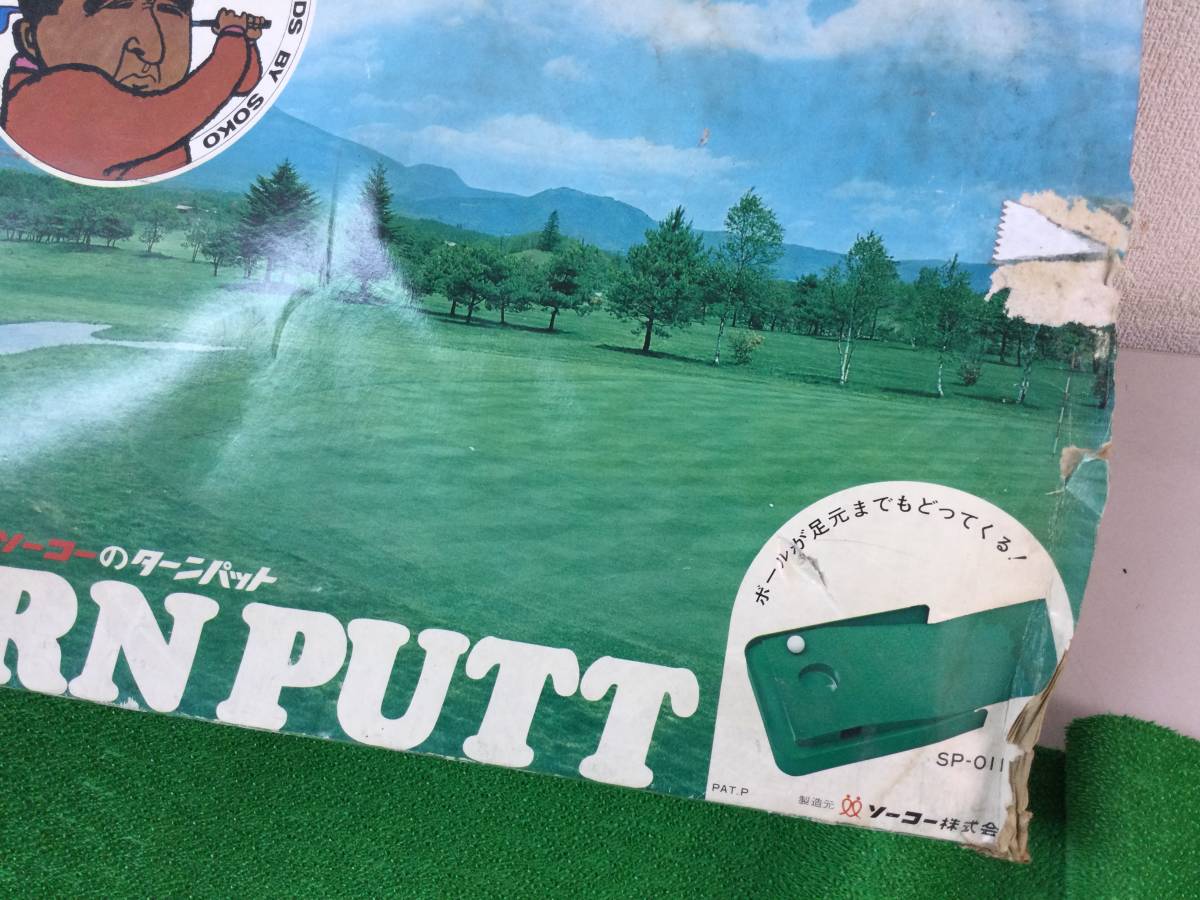 DS BY SOKO
ソーコーのターンパット
RN PUTT
ボールが足元までもどってくる!
SP-011
PAT.P
製造元 ソーコー株式会